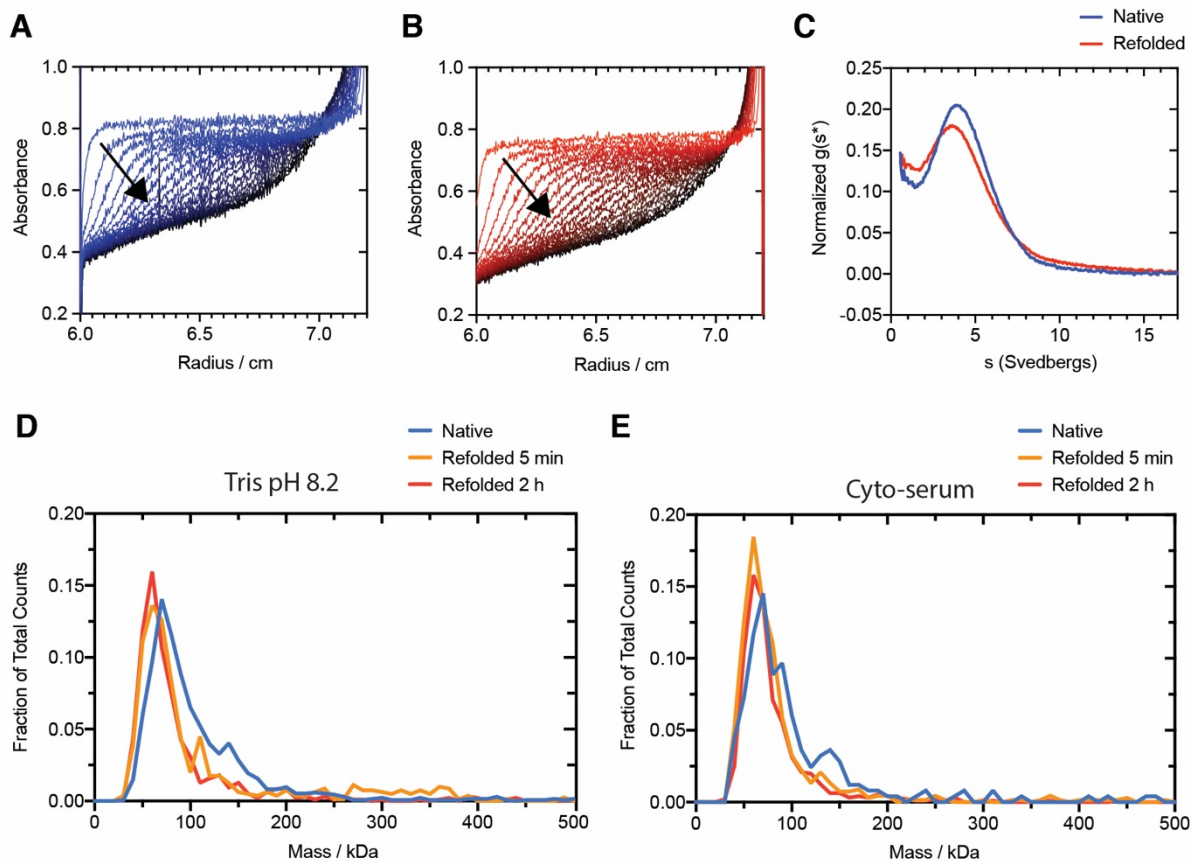 Native
Refolded
A
B
C
1.0
0.8
0.6
0.4
0.2
Absorbance
6.0
6.5
7.0
Radius / cm
1.0
0.8
0.6
0.4
0.2
Absorbance
6.0
6.5
7.0
Radius / cm
0.25
0.20
0.15
0.10
0.05
0.00
-0.05
Normalized g(s*)
0
5
10
15
s (Svedbergs)
D
Native
Refolded 5 min
Refolded 2 h
Tris pH 8.2
0.20
0.15
0.10
0.05
0.00
Fraction of Total Counts
0
100
200
300
400
500
Mass / kDa
E
Native
Refolded 5 min
Refolded 2 h
Cyto-serum
0.20
0.15
0.10
0.05
0.00
Fraction of Total Counts
0
100
200
300
400
500
Mass / kDa